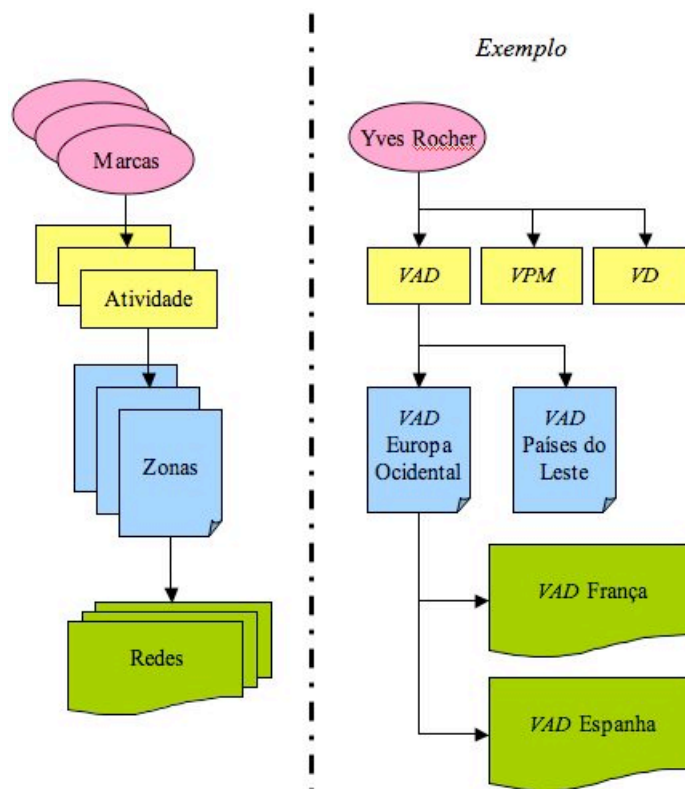 Exemplo
Marcas
Atividade
Zonas
Redes
Yves Rocher
VAD
VPM
VD
VAD
Europa
Ocidental
VAD
Países do
Leste
VAD França
VAD Espanha